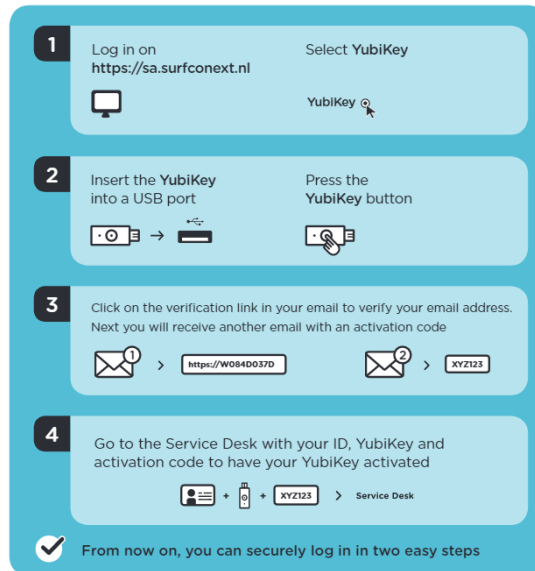 1
Log in on
https://sa.surfconext.nl
Select YubiKey
YubiKey
2
Insert the YubiKey
into a USB port
Press the
YubiKey button
3
Click on the verification link in your email to verify your email address.
Next you will receive another email with an activation code
1
https://W084D037D
2
XYZ123
4
Go to the Service Desk with your ID, YubiKey and
activation code to have your YubiKey activated
+ + XYZ123 > Service Desk
From now on, you can securely log in in two easy steps